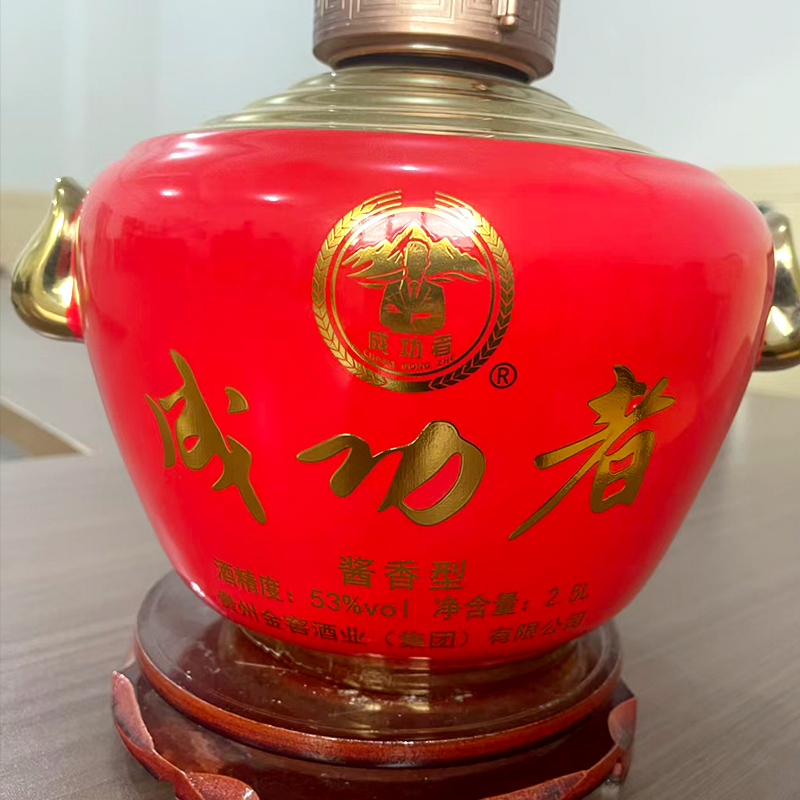 成功者
CHENG GONG ZHE
®
成功者
酱香型
酒精度：53%vol 净含量：2.5L
贵州金窖酒业（集团）有限公司